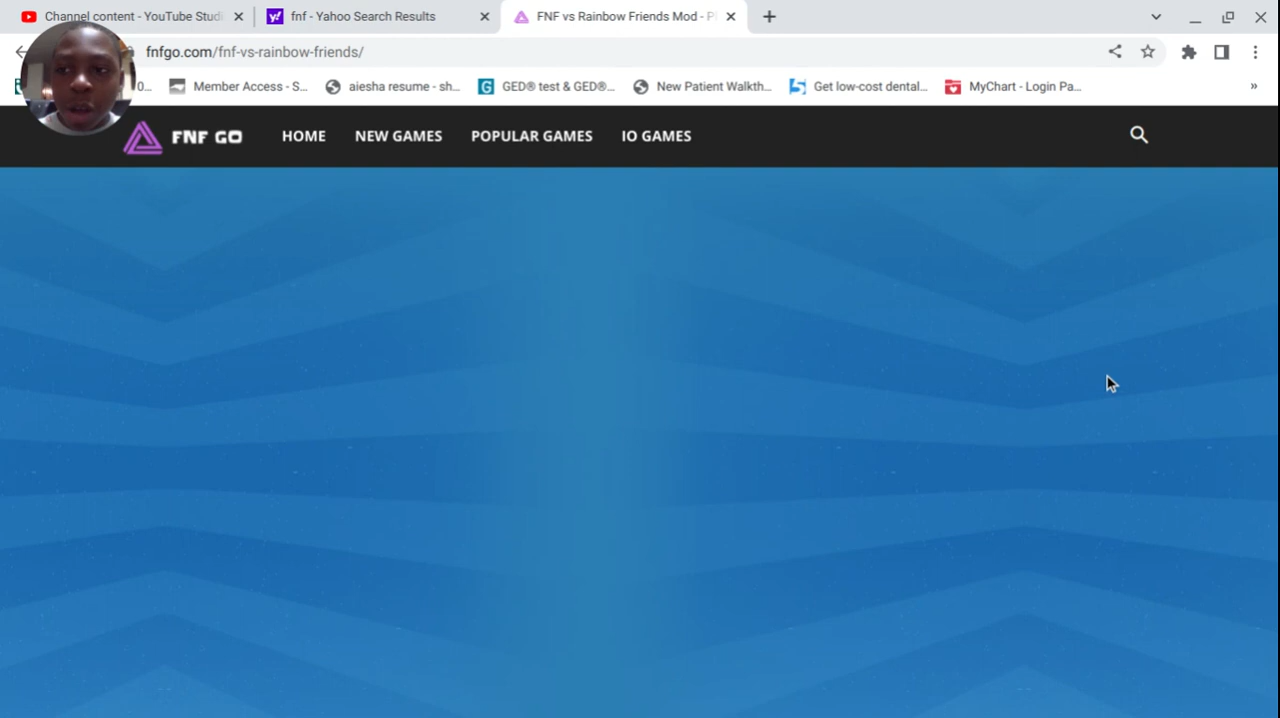 Channel content - YouTube Studi
fnf - Yahoo Search Results
FNF vs Rainbow Friends Mod - Pl
fnfgo.com/fnf-vs-rainbow-friends/
0...
Member Access - S...
aiesha resume - sh...
GED® test & GED®...
New Patient Walkth...
Get low-cost dental...
MyChart - Login Pa...
»
FNF GO
HOME
NEW GAMES
POPULAR GAMES
IO GAMES